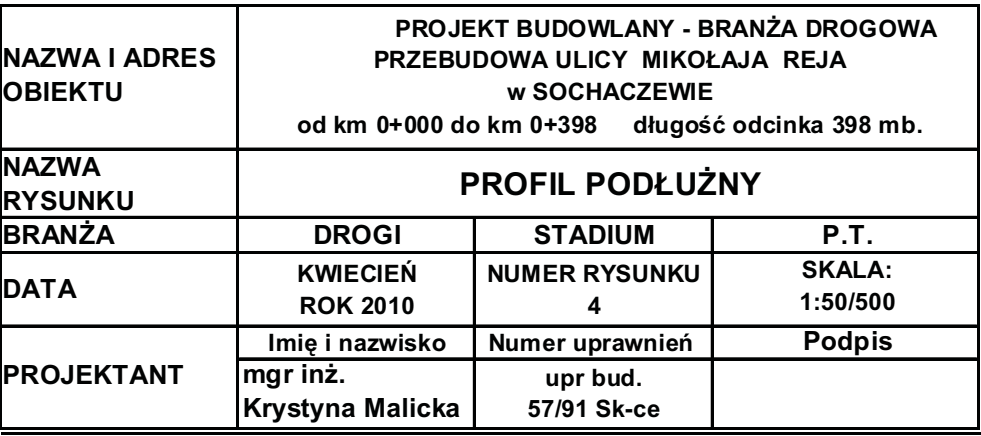 NAZWA I ADRES
OBIEKTU
PROJEKT BUDOWLANY - BRANŻA DROGOWA
PRZEBUDOWA ULICY MIKOŁAJA REJA
w SOCHACZEWIE
od km 0+000 do km 0+398 długość odcinka 398 mb.
NAZWA
RYSUNKU
PROFIL PODŁUŻNY
BRANŻA DROGI STADIUM P.T.
DATA
KWIECIEŃ
ROK 2010
NUMER RYSUNKU
4
SKALA:
1:50/500
PROJEKTANT
Imię i nazwisko Numer uprawnień Podpis
mgr inż.
Krystyna Malicka
upr bud.
57/91 Sk-ce